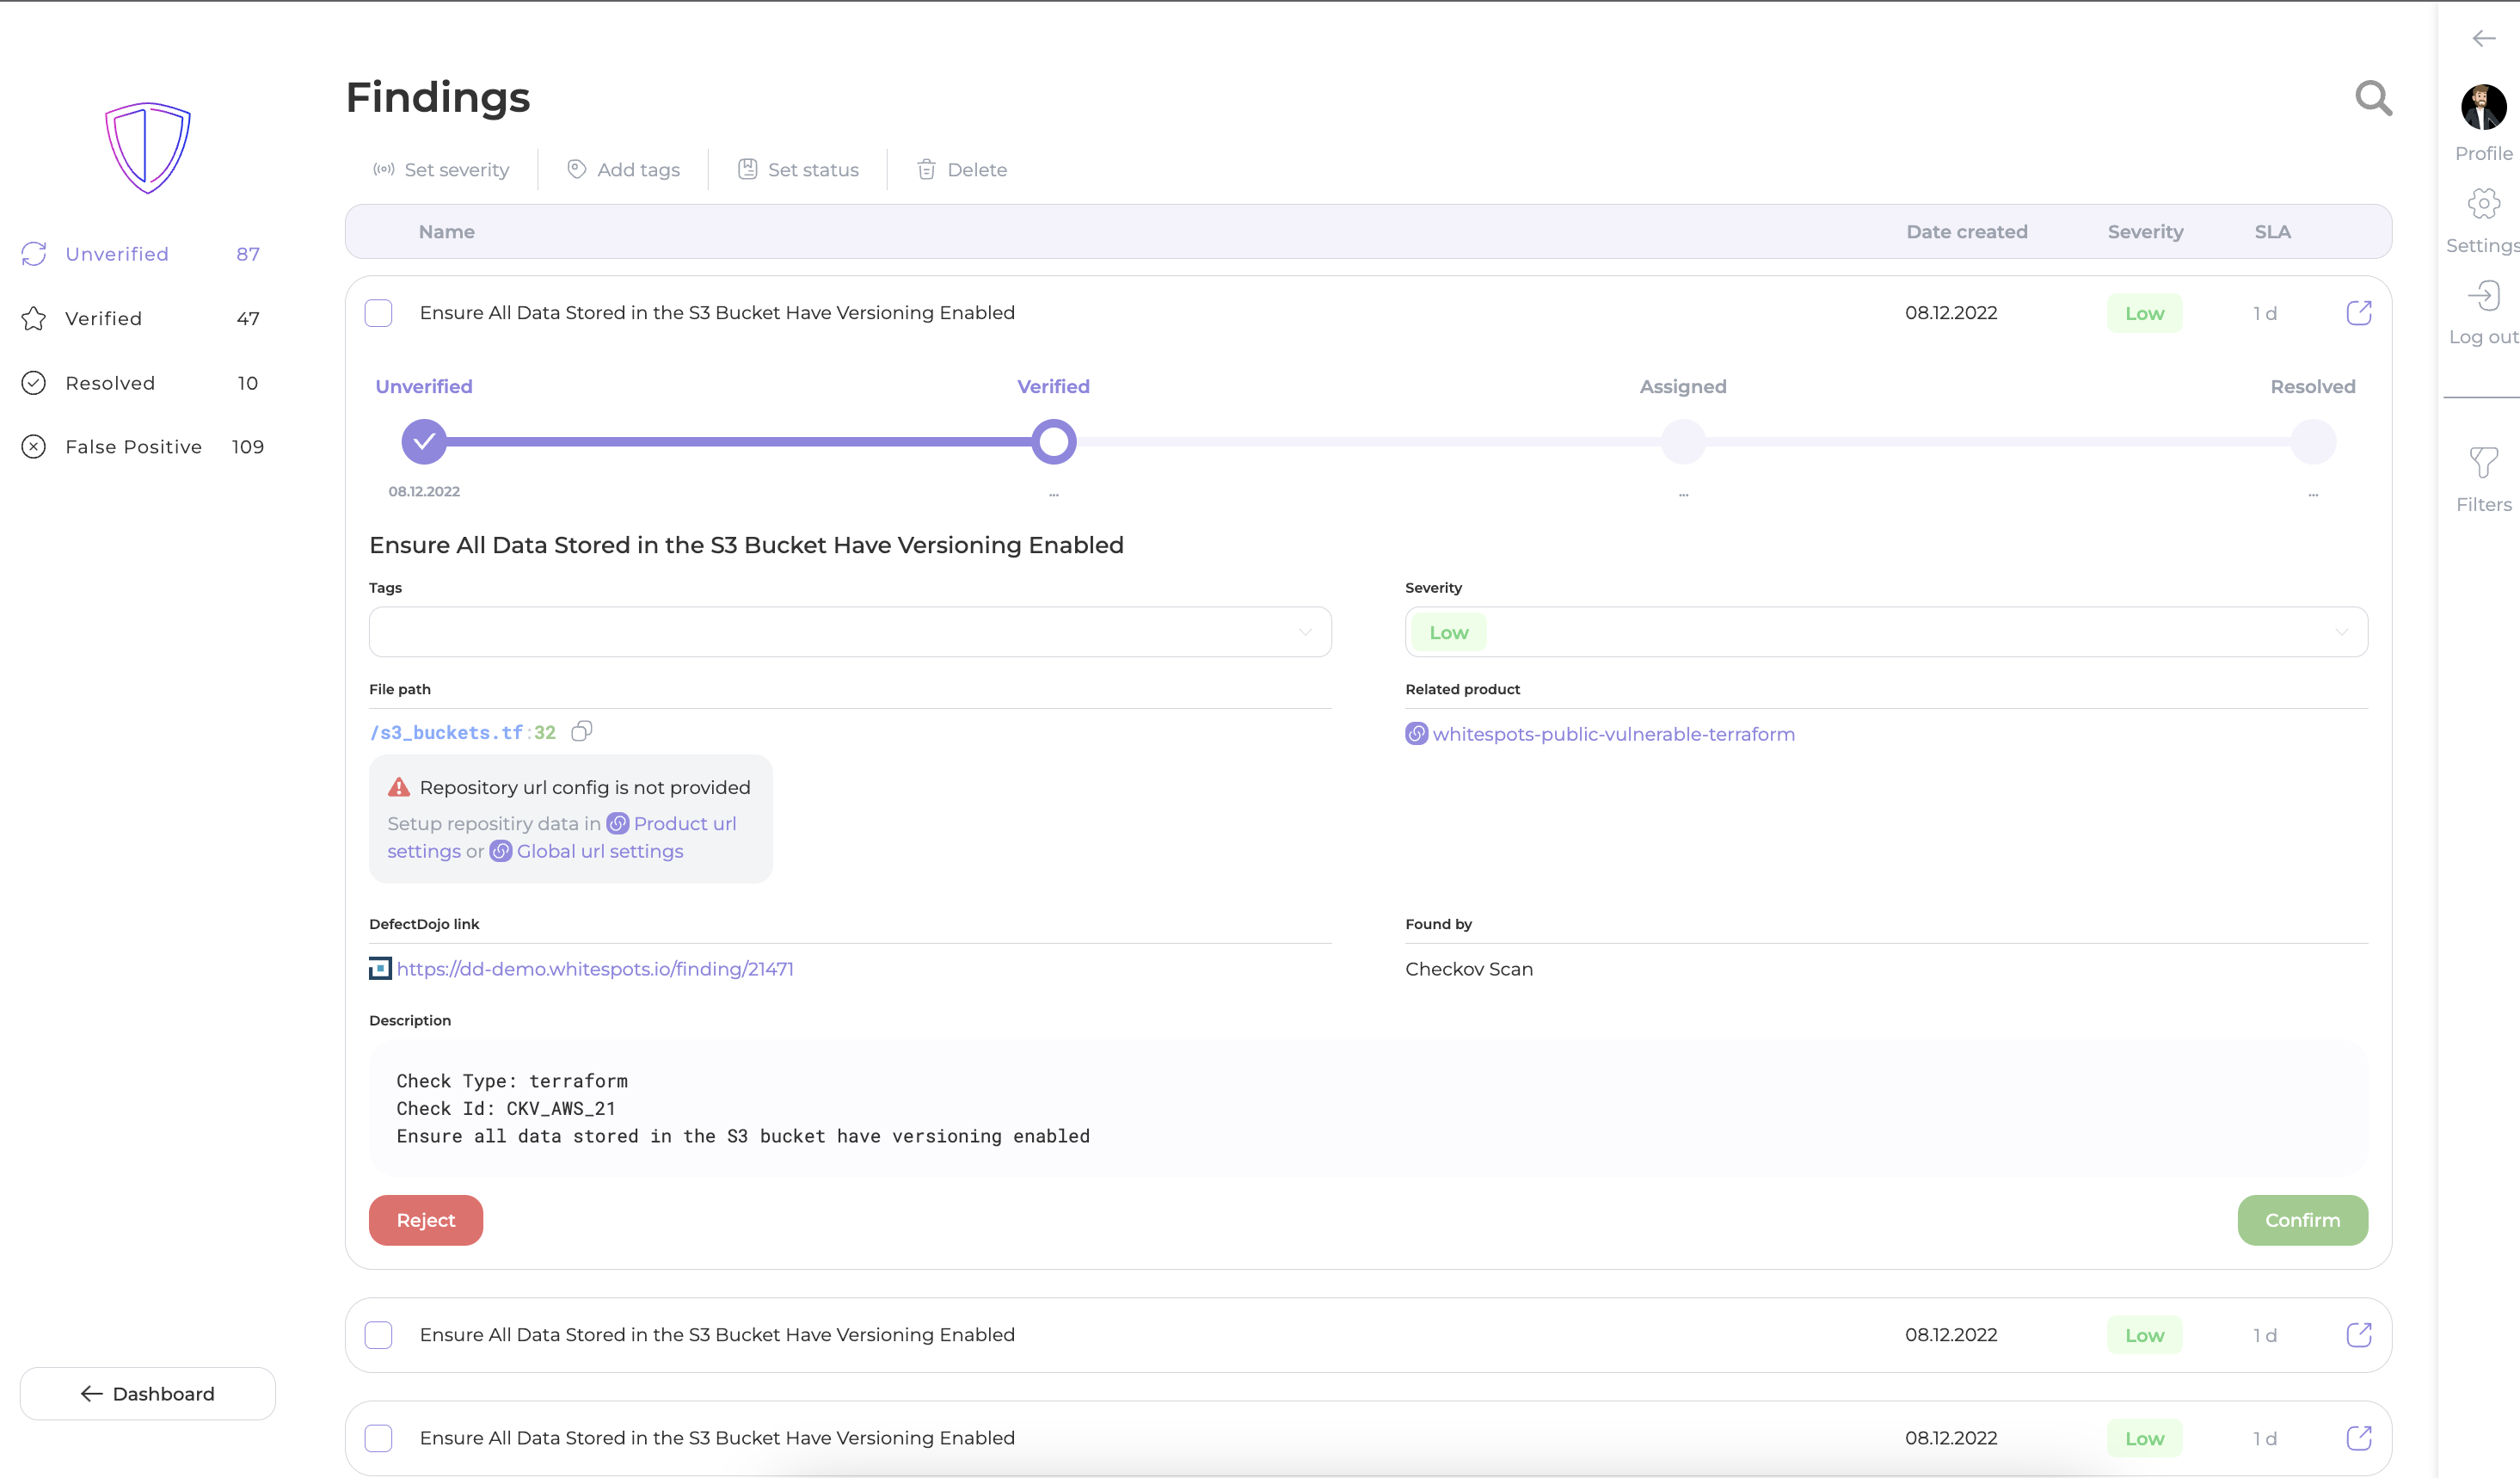 Findings
Set severity
Add tags
Set status
Delete
Name Date created Severity SLA
Unverified 87
Verified 47
Resolved 10
False Positive 109
Dashboard
Ensure All Data Stored in the S3 Bucket Have Versioning Enabled 08.12.2022 Low 1 d
Unverified Verified Assigned Resolved
08.12.2022 ... ... ...
Ensure All Data Stored in the S3 Bucket Have Versioning Enabled
Tags
Severity
Low
File path
/s3_buckets.tf:32
Repository url config is not provided
Setup repositiry data in Product url
settings or Global url settings
Related product
whitespots-public-vulnerable-terraform
DefectDojo link
https://dd-demo.whitespots.io/finding/21471
Found by
Checkov Scan
Description
Check Type: terraform
Check Id: CKV_AWS_21
Ensure all data stored in the S3 bucket have versioning enabled
Reject
Confirm
Ensure All Data Stored in the S3 Bucket Have Versioning Enabled 08.12.2022 Low 1 d
Ensure All Data Stored in the S3 Bucket Have Versioning Enabled 08.12.2022 Low 1 d
Profile
Settings
Log out
Filters